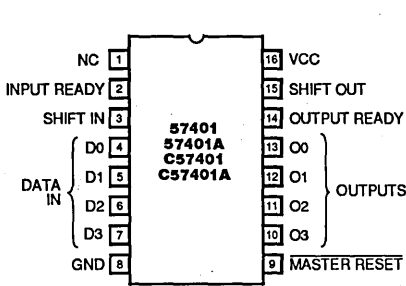 NC 1
INPUT READY 2
SHIFT IN 3
D0 4
D1 5
D2 6
D3 7
GND 8
DATA IN
57401
57401A
C57401
C57401A
16 VCC
15 SHIFT OUT
14 OUTPUT READY
13 O0
12 O1
11 O2
10 O3
9 MASTER RESET
OUTPUTS